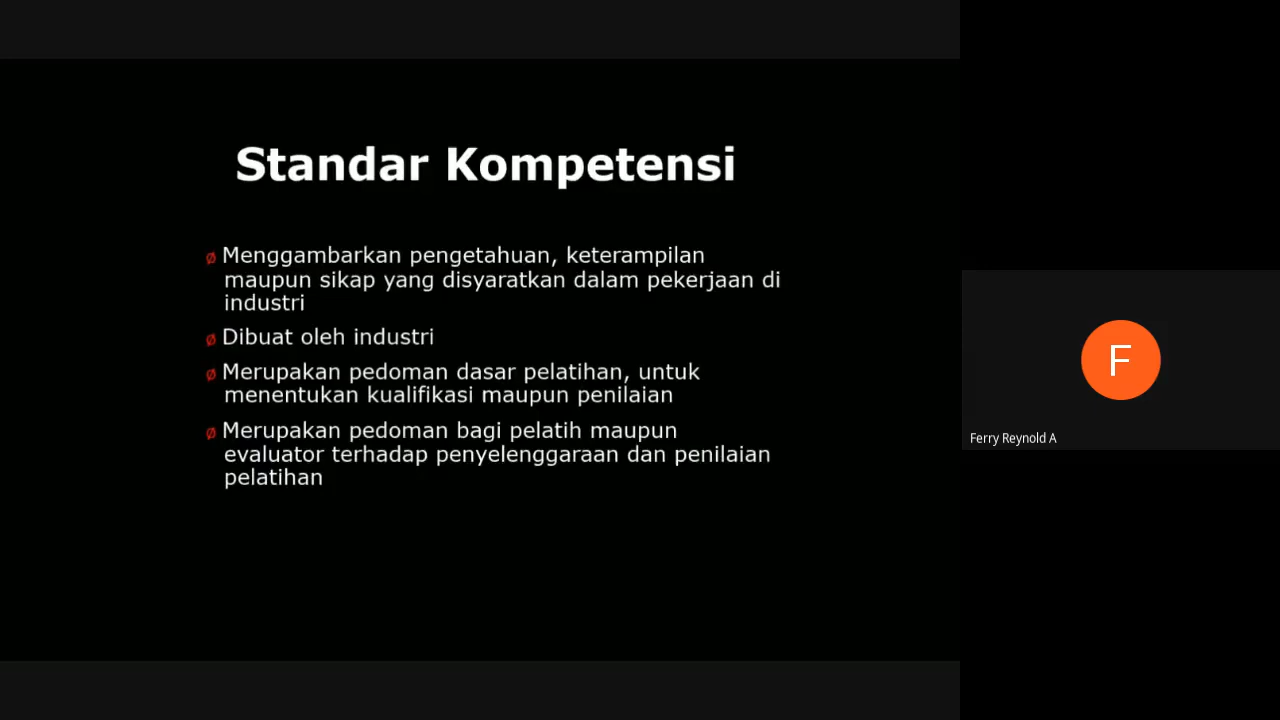 Standar Kompetensi
ø Menggambarkan pengetahuan, keterampilan
maupun sikap yang disyaratkan dalam pekerjaan di
industri
ø Dibuat oleh industri
ø Merupakan pedoman dasar pelatihan, untuk
menentukan kualifikasi maupun penilaian
ø Merupakan pedoman bagi pelatih maupun
evaluator terhadap penyelenggaraan dan penilaian
pelatihan
F
Ferry Reynold A